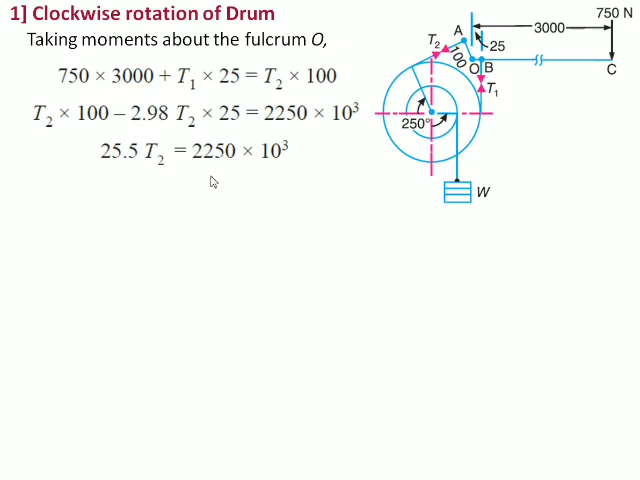 1] Clockwise rotation of Drum
Taking moments about the fulcrum O,
750 × 3000 + T₁ × 25 = T₂ × 100
T₂ × 100 – 2.98 T₂ × 25 = 2250 × 10³
25.5 T₂ = 2250 × 10³
750 N
A
3000
T₂
25
100
O
B
C
T₁
250°
W